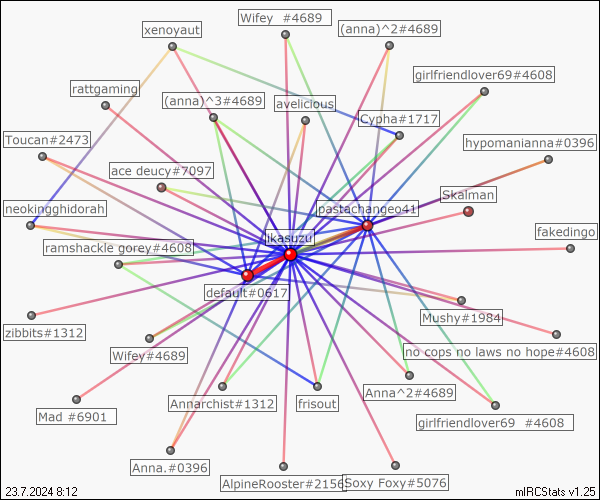 Wifey  #4689
(anna)^2#4689
xenoyaut
girlfriendlover69#4608
rattgaming
(anna)^3#4689
avelicious
Cypha#1717
Toucan#2473
hypomanianna#0396
ace deucy#7097
Skalman
neokingghidorah
pastachangeo41
fakedingo
ikasuzu
ramshackle gorey#4608
default#0617
Mushy#1984
zibbits#1312
Wifey#4689
no cops no laws no hope#4608
Anna^2#4689
Mad #6901
Annarchist#1312
frisout
girlfriendlover69  #4608
Anna.#0396
AlpineRooster#2156
Soxy Foxy#5076
23.7.2024 8:12
mIRCStats v1.25